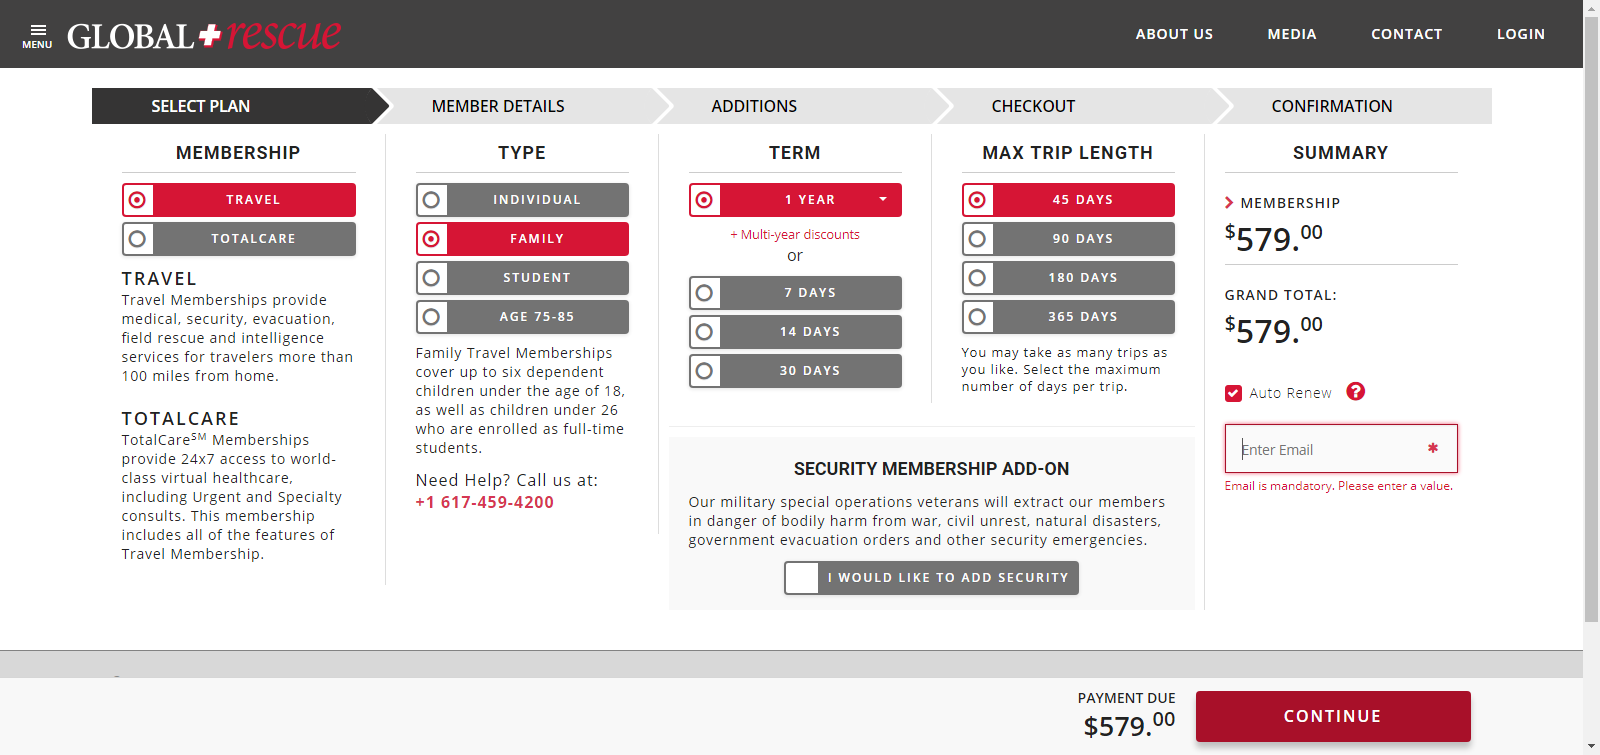 MENU
GLOBAL rescue
ABOUT US
MEDIA
CONTACT
LOGIN
SELECT PLAN
MEMBER DETAILS
ADDITIONS
CHECKOUT
CONFIRMATION
MEMBERSHIP
TRAVEL
TOTALCARE
TRAVEL
Travel Memberships provide
medical, security, evacuation,
field rescue and intelligence
services for travelers more than
100 miles from home.
TOTALCARE
TotalCareSM Memberships
provide 24x7 access to world-
class virtual healthcare,
including Urgent and Specialty
consults. This membership
includes all of the features of
Travel Membership.
TYPE
INDIVIDUAL
FAMILY
STUDENT
AGE 75-85
Family Travel Memberships
cover up to six dependent
children under the age of 18,
as well as children under 26
who are enrolled as full-time
students.
Need Help? Call us at:
+1 617-459-4200
TERM
1 YEAR
+ Multi-year discounts
or
7 DAYS
14 DAYS
30 DAYS
MAX TRIP LENGTH
45 DAYS
90 DAYS
180 DAYS
365 DAYS
You may take as many trips as
you like. Select the maximum
number of days per trip.
SECURITY MEMBERSHIP ADD-ON
Our military special operations veterans will extract our members
in danger of bodily harm from war, civil unrest, natural disasters,
government evacuation orders and other security emergencies.
I WOULD LIKE TO ADD SECURITY
SUMMARY
MEMBERSHIP
$579.00
GRAND TOTAL:
$579.00
Auto Renew ?
Enter Email *
Email is mandatory. Please enter a value.
PAYMENT DUE
$579.00
CONTINUE